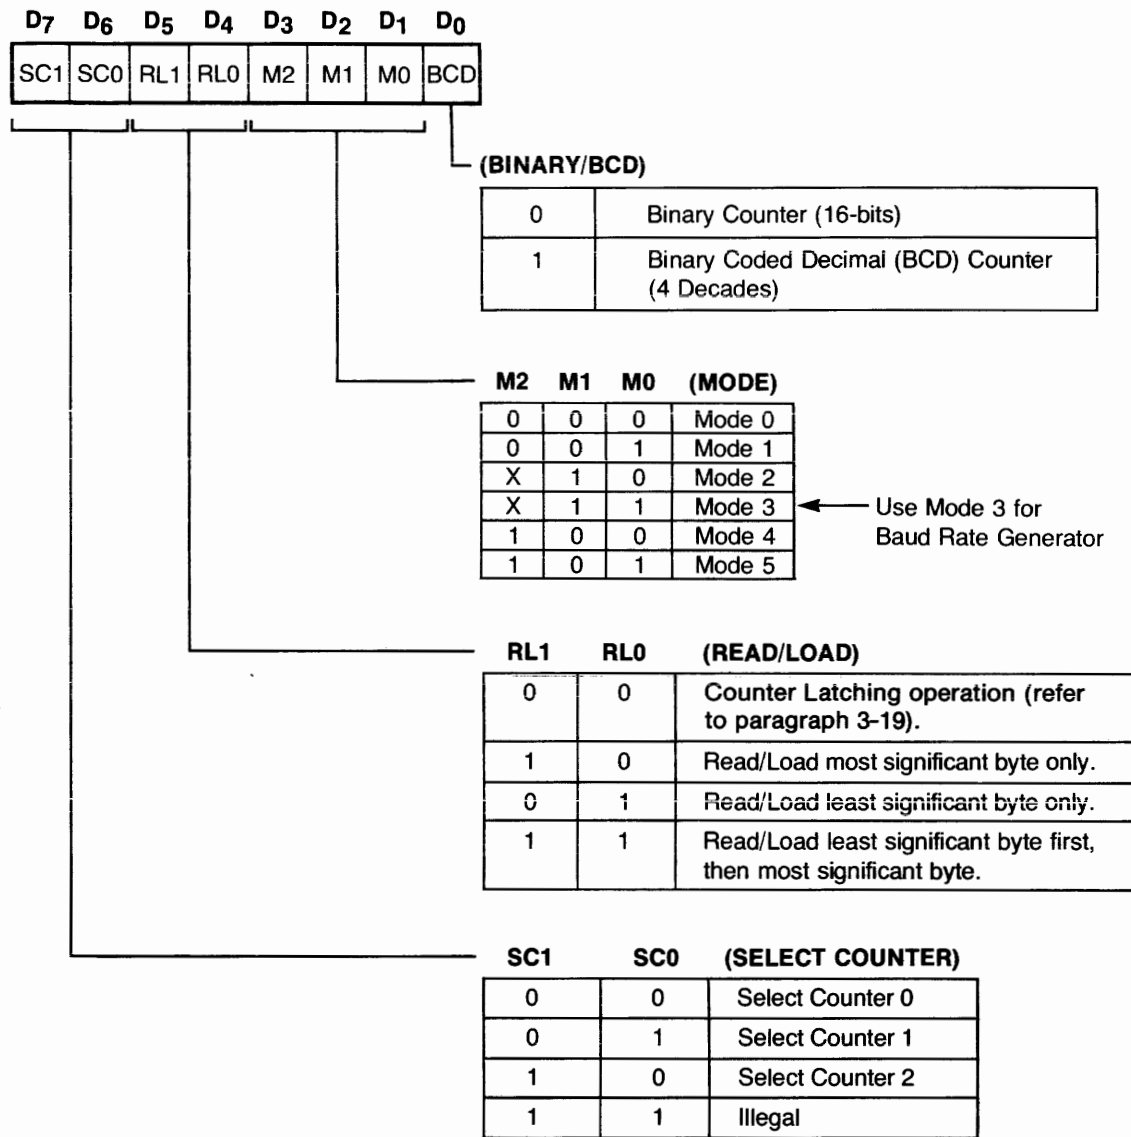 D7 D6 D5 D4 D3 D2 D1 D0
SC1 SC0 RL1 RL0 M2 M1 M0 BCD
(BINARY/BCD)
0 Binary Counter (16-bits)
1 Binary Coded Decimal (BCD) Counter
(4 Decades)
M2 M1 M0 (MODE)
0 0 0 Mode 0
0 0 1 Mode 1
X 1 0 Mode 2
X 1 1 Mode 3
Use Mode 3 for
Baud Rate Generator
1 0 0 Mode 4
1 0 1 Mode 5
RL1 RL0 (READ/LOAD)
0 0 Counter Latching operation (refer
to paragraph 3-19).
1 0 Read/Load most significant byte only.
0 1 Read/Load least significant byte only.
1 1 Read/Load least significant byte first,
then most significant byte.
SC1 SC0 (SELECT COUNTER)
0 0 Select Counter 0
0 1 Select Counter 1
1 0 Select Counter 2
1 1 Illegal